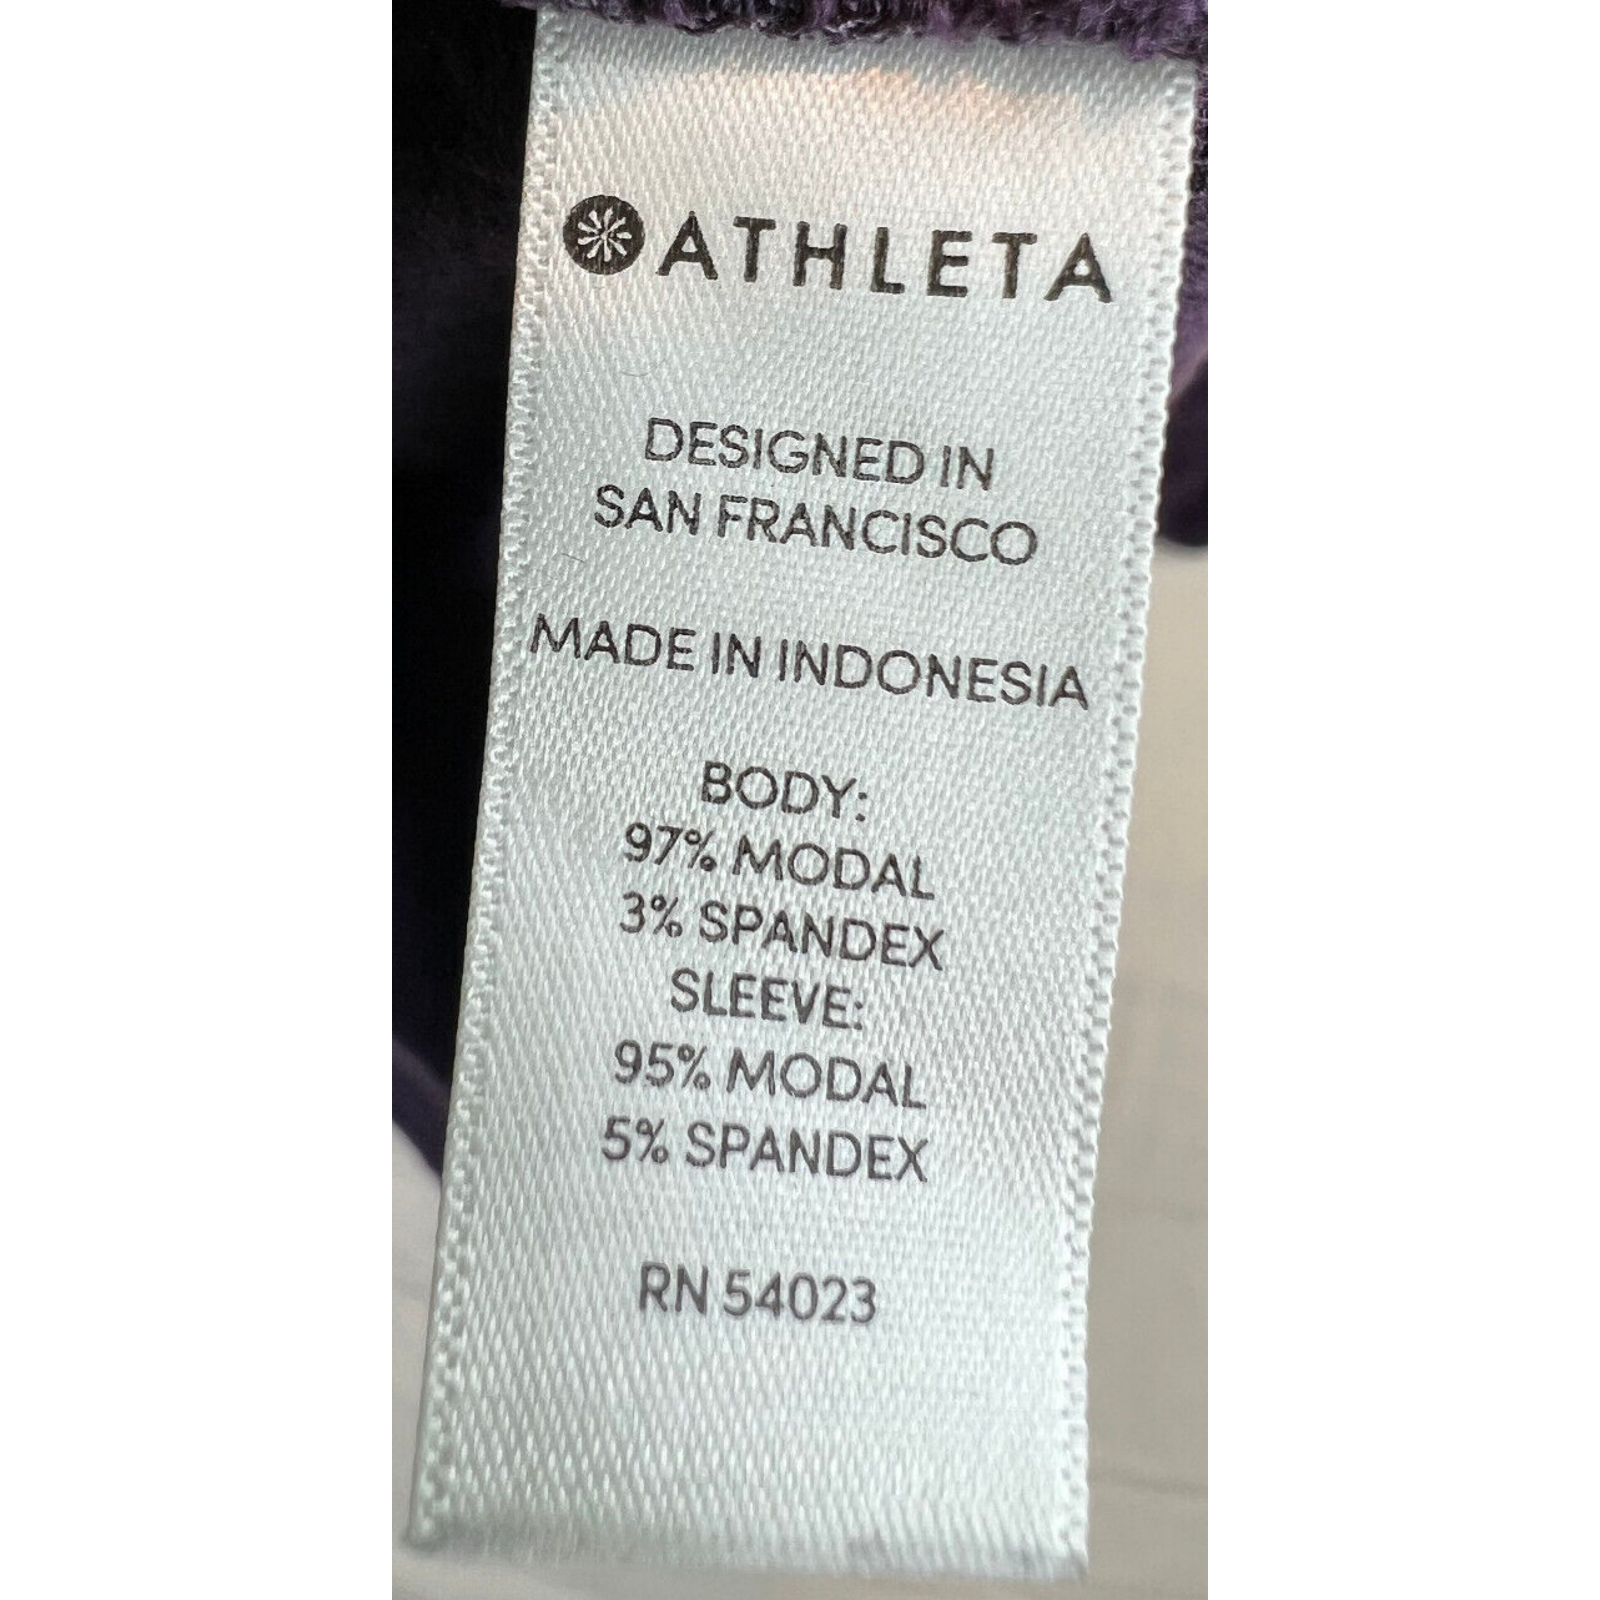 ATHLETA
DESIGNED IN
SAN FRANCISCO
MADE IN INDONESIA
BODY:
97% MODAL
3% SPANDEX
SLEEVE:
95% MODAL
5% SPANDEX
RN 54023